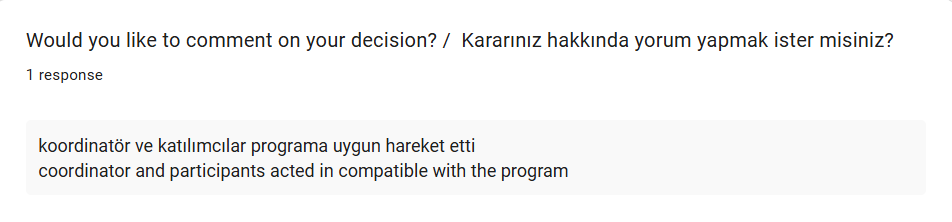 Would you like to comment on your decision? /  Kararınız hakkında yorum yapmak ister misiniz?
1 response
koordinatör ve katılımcılar programa uygun hareket etti
coordinator and participants acted in compatible with the program